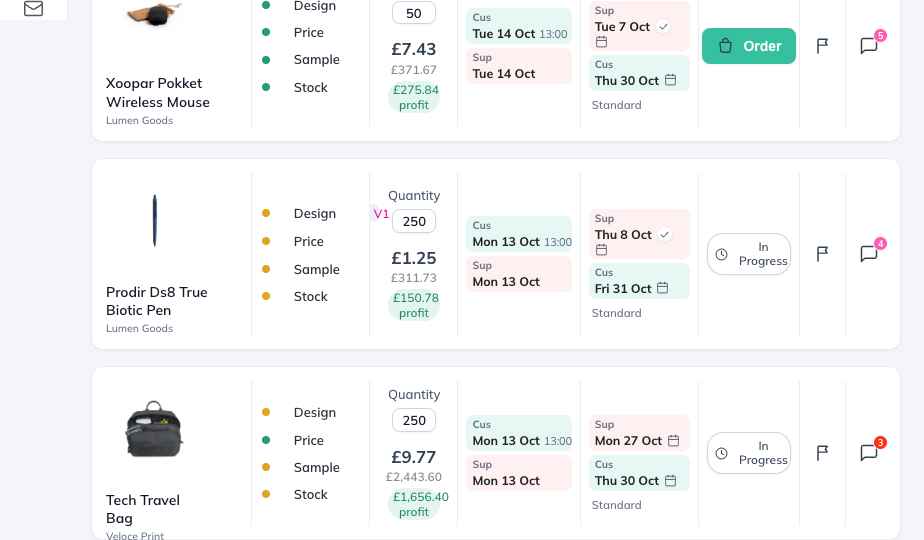 Xoopar Pokket
Wireless Mouse
Lumen Goods
Design
Price
Sample
Stock
50
£7.43
£371.67
£275.84
profit
Cus
Tue 14 Oct 13:00
Sup
Tue 14 Oct
Sup
Tue 7 Oct
Cus
Thu 30 Oct
Standard
Order
5
Prodir Ds8 True
Biotic Pen
Lumen Goods
Design
Price
Sample
Stock
Quantity
V1
250
£1.25
£311.73
£150.78
profit
Cus
Mon 13 Oct 13:00
Sup
Mon 13 Oct
Sup
Thu 8 Oct
Cus
Fri 31 Oct
Standard
In
Progress
4
Tech Travel
Bag
Veloce Print
Design
Price
Sample
Stock
Quantity
250
£9.77
£2,443.60
£1,656.40
profit
Cus
Mon 13 Oct 13:00
Sup
Mon 13 Oct
Sup
Mon 27 Oct
Cus
Thu 30 Oct
Standard
In
Progress
3